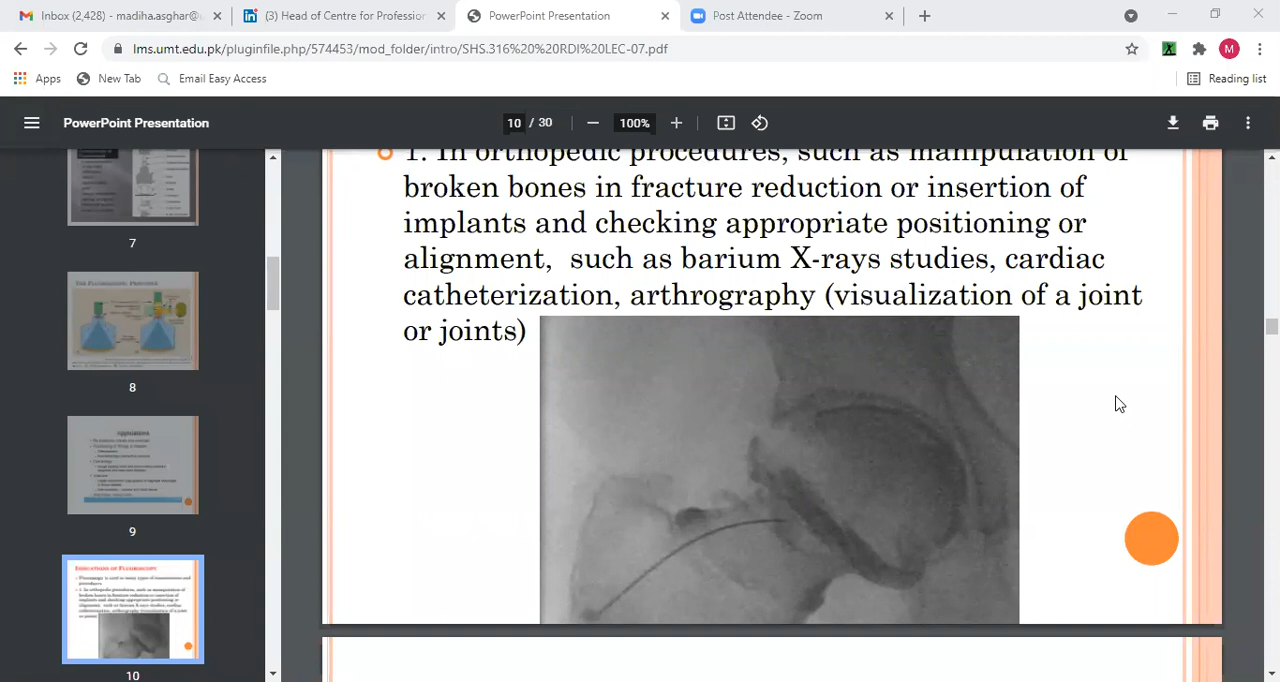 Inbox (2,428) - madiha.asghar@
(3) Head of Centre for Profession
PowerPoint Presentation
Post Attendee - Zoom
lms.umt.edu.pk/pluginfile.php/574453/mod_folder/intro/SHS.316%20%20RDI%20LEC-07.pdf
M
Apps
New Tab
Email Easy Access
Reading list
PowerPoint Presentation
10 / 30
100%
7
8
Applications
9
INDICATIONS OF FLUOROSCOPY
10
1. In orthopedic procedures, such as manipulation of
broken bones in fracture reduction or insertion of
implants and checking appropriate positioning or
alignment, such as barium X-rays studies, cardiac
catheterization, arthrography (visualization of a joint
or joints)